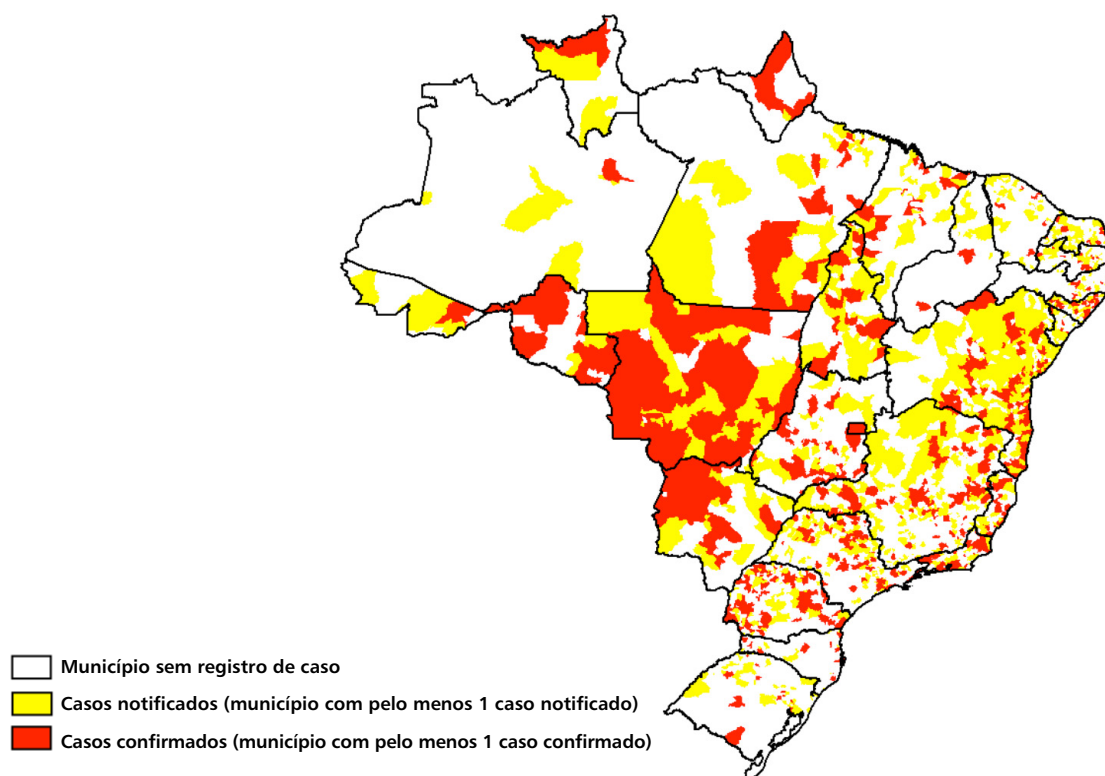 Município sem registro de caso
Casos notificados (município com pelo menos 1 caso notificado)
Casos confirmados (município com pelo menos 1 caso confirmado)